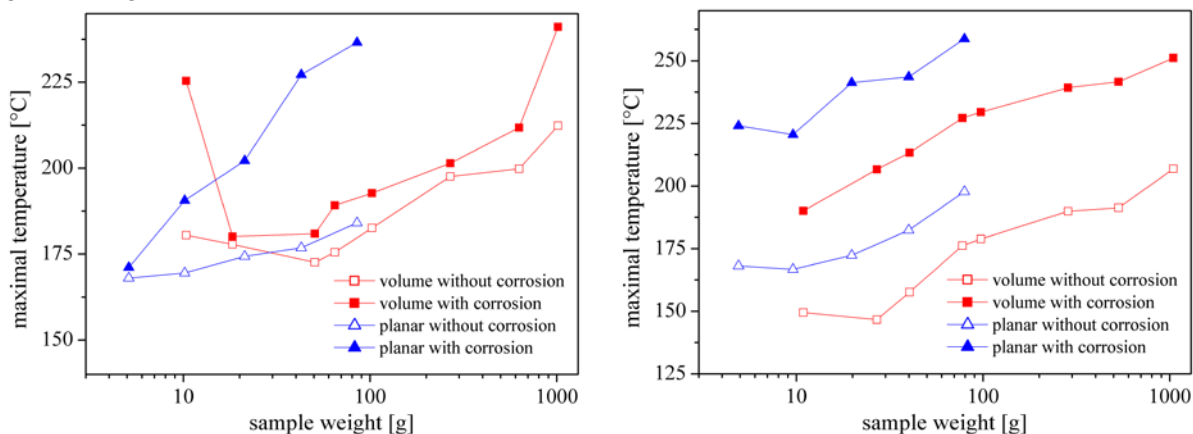 maximal temperature [°C]
225
200
175
150
10
100
1000
sample weight [g]
volume without corrosion
volume with corrosion
planar without corrosion
planar with corrosion
maximal temperature [°C]
250
225
200
175
150
125
10
100
1000
sample weight [g]
volume without corrosion
volume with corrosion
planar without corrosion
planar with corrosion